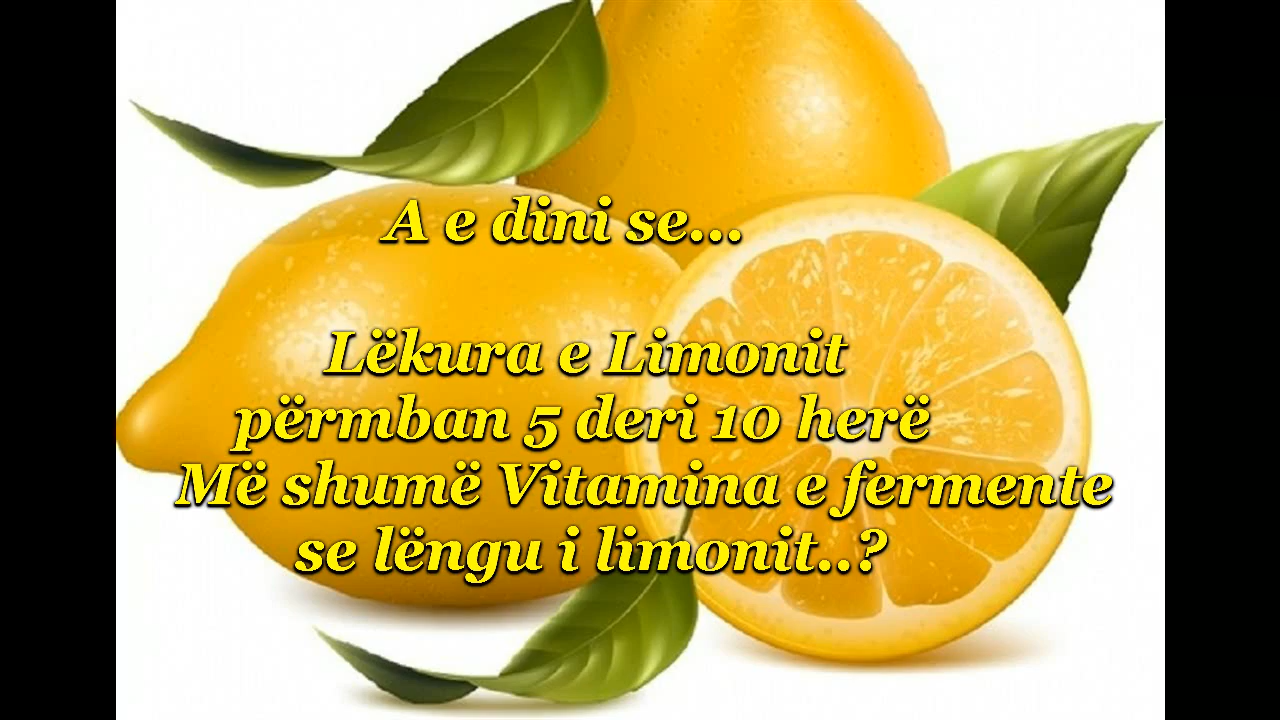 A e dini se...
Lëkura e Limonit
përmban 5 deri 10 herë
Më shumë Vitamina e fermente
se lëngu i limonit..?